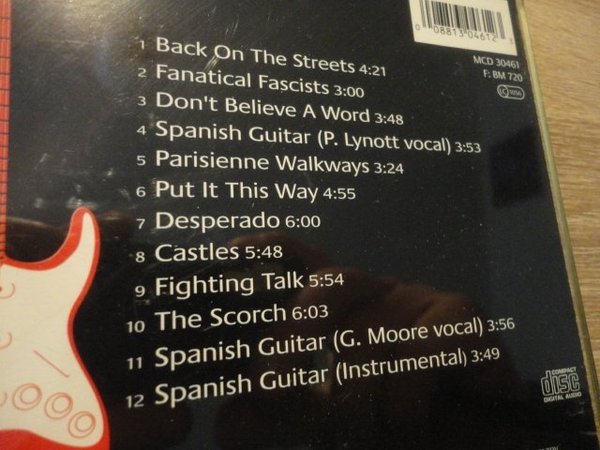 0 08813 04612
MCD 30461
F: BM 720
1 Back On The Streets 4:21
2 Fanatical Fascists 3:00
3 Don't Believe A Word 3:48
4 Spanish Guitar (P. Lynott vocal) 3:53
5 Parisienne Walkways 3:24
6 Put It This Way 4:55
7 Desperado 6:00
8 Castles 5:48
9 Fighting Talk 5:54
10 The Scorch 6:03
11 Spanish Guitar (G. Moore vocal) 3:56
12 Spanish Guitar (Instrumental) 3:49
COMPACT
disc
DIGITAL AUDIO